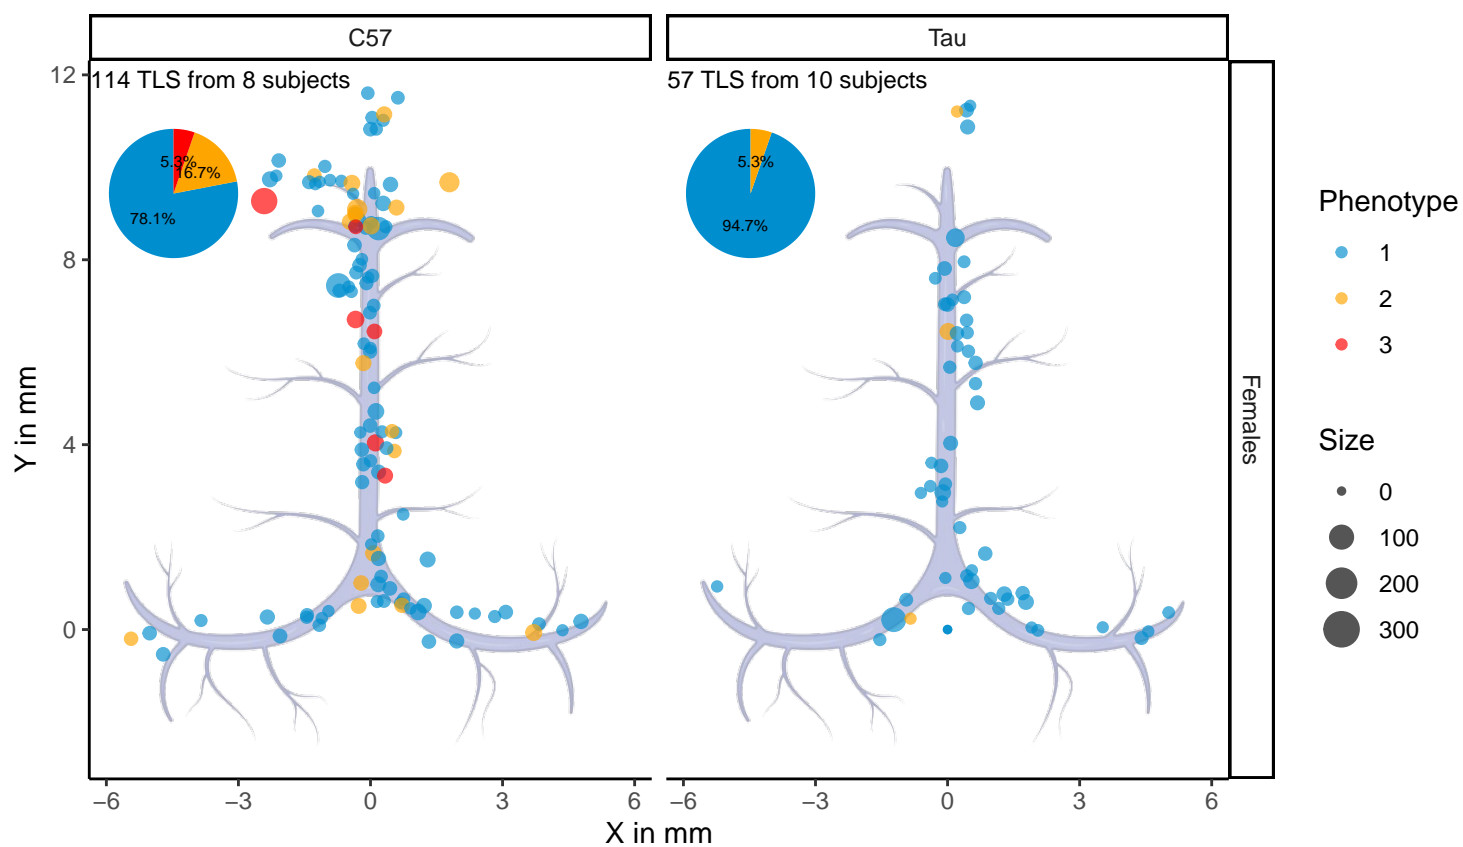 C57
Tau
114 TLS from 8 subjects
57 TLS from 10 subjects
5.3%
16.7%
78.1%
5.3%
94.7%
12
8
4
0
Y in mm
−6
−3
0
3
6
−6
−3
0
3
6
X in mm
Females
Phenotype
1
2
3
Size
0
100
200
300